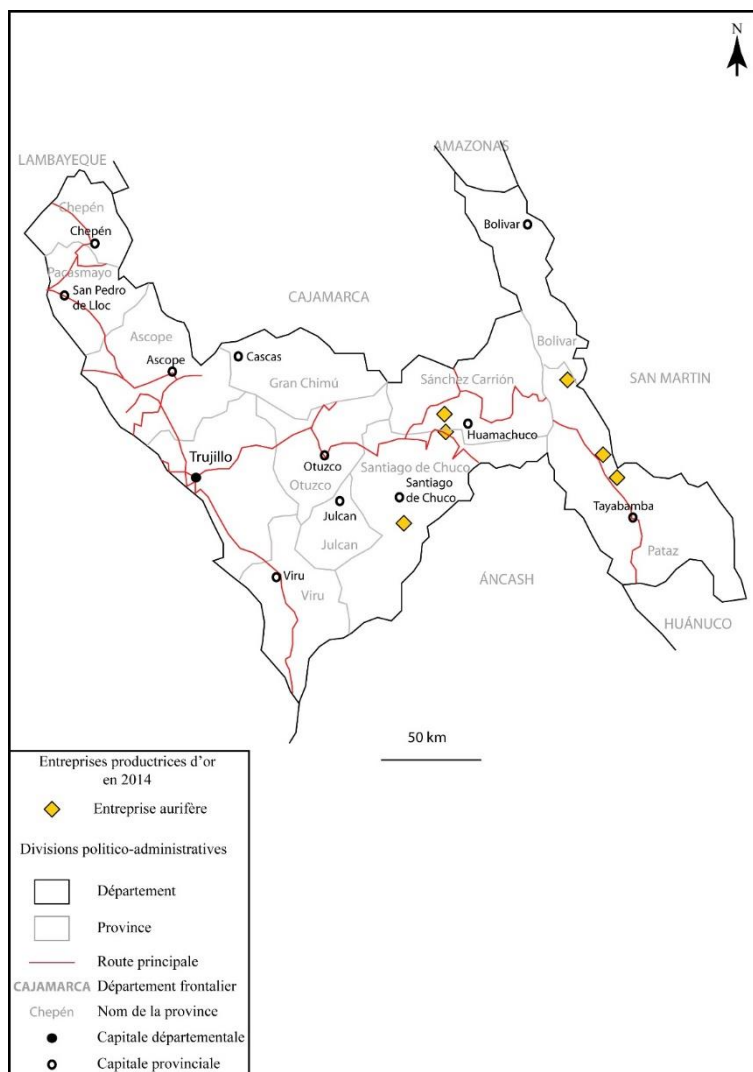 N
LAMBAYEQUE
AMAZONAS
Chepén
Chepén
Bolivar
Pacasmayo
San Pedro
de Lloc
CAJAMARCA
Ascope
Ascope
Cascas
Gran Chimú
Bolivar
Sánchez Carrión
SAN MARTIN
Huamachuco
Trujillo
Otuzco
Otuzco
Santiago de Chuco
Santiago
de Chuco
Julcan
Julcan
Tayabamba
Pataz
Viru
Viru
ÁNCASH
HUÁNUCO
50 km
Entreprises productrices d'or
en 2014
Entreprise aurifère
Divisions politico-administratives
Département
Province
Route principale
CAJAMARCA Département frontalier
Chepén Nom de la province
Capitale départementale
Capitale provinciale